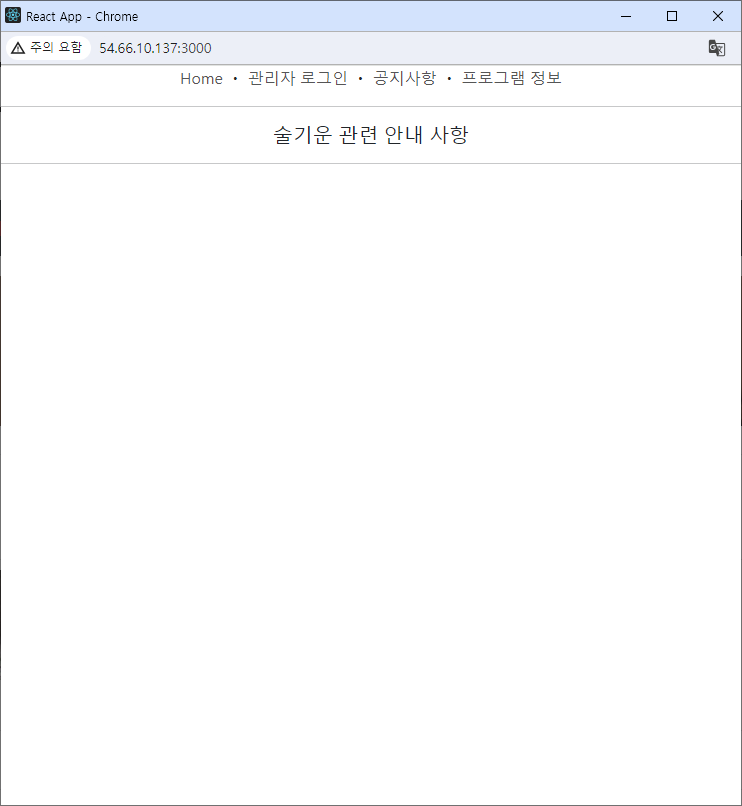 React App - Chrome
주의 요함 54.66.10.137:3000
Home • 관리자 로그인 • 공지사항 • 프로그램 정보
술기운 관련 안내 사항